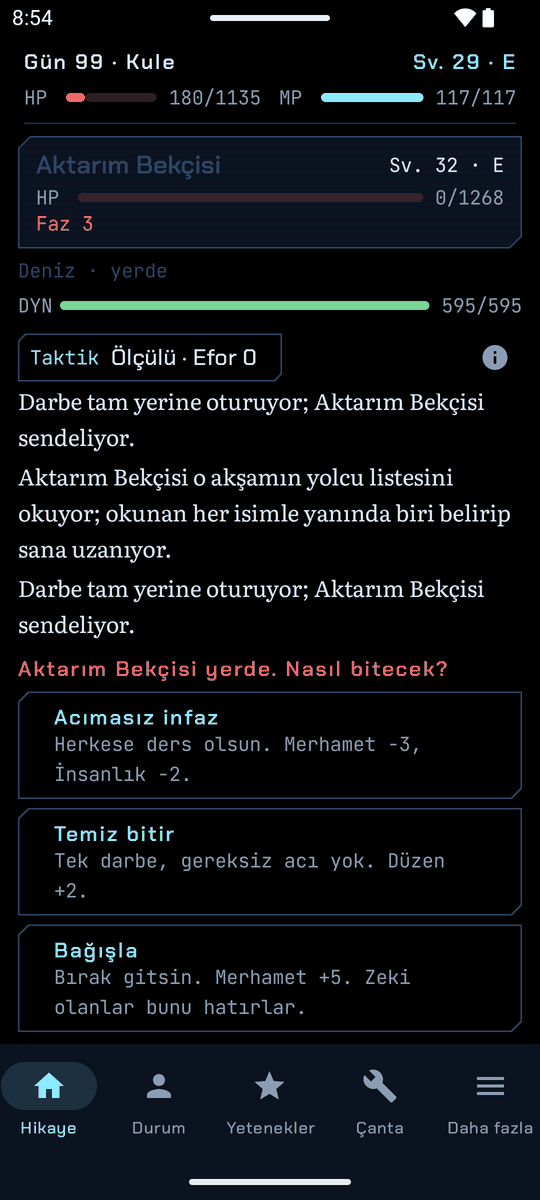 8:54
Gün 99 · Kule
Sv. 29 · E
HP 180/1135 MP 117/117
Aktarım Bekçisi
Sv. 32 · E
HP 0/1268
Faz 3
Deniz · yerde
DYN 595/595
Taktik Ölçülü · Efor 0
Darbe tam yerine oturuyor; Aktarım Bekçisi
sendeliyor.
Aktarım Bekçisi o akşamın yolcu listesini
okuyor; okunan her isimle yanında biri belirip
sana uzanıyor.
Darbe tam yerine oturuyor; Aktarım Bekçisi
sendeliyor.
Aktarım Bekçisi yerde. Nasıl bitecek?
Acımasız infaz
Herkese ders olsun. Merhamet -3,
İnsanlık -2.
Temiz bitir
Tek darbe, gereksiz acı yok. Düzen
+2.
Bağışla
Bırak gitsin. Merhamet +5. Zeki
olanlar bunu hatırlar.
Hikaye
Durum
Yetenekler
Çanta
Daha fazla